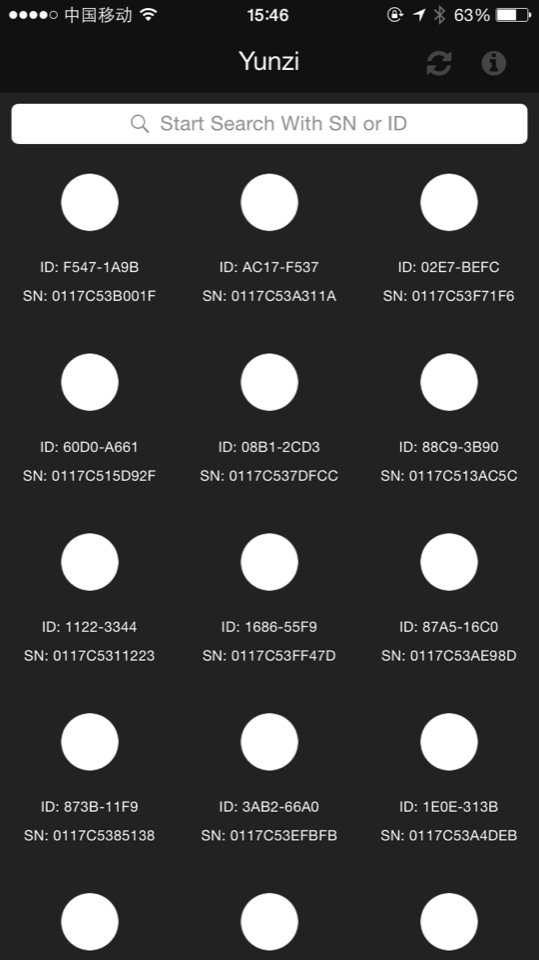 中国移动 15:46 63%
Yunzi
Start Search With SN or ID
ID: F547-1A9B ID: AC17-F537 ID: 02E7-BEFC
SN: 0117C53B001F SN: 0117C53A311A SN: 0117C53F71F6
ID: 60D0-A661 ID: 08B1-2CD3 ID: 88C9-3B90
SN: 0117C515D92F SN: 0117C537DFCC SN: 0117C513AC5C
ID: 1122-3344 ID: 1686-55F9 ID: 87A5-16C0
SN: 0117C5311223 SN: 0117C53FF47D SN: 0117C53AE98D
ID: 873B-11F9 ID: 3AB2-66A0 ID: 1E0E-313B
SN: 0117C5385138 SN: 0117C53EFBFB SN: 0117C53A4DEB